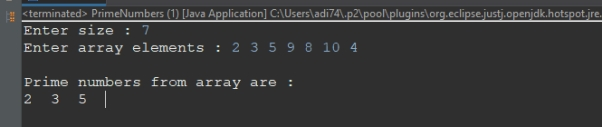 <terminated> PrimeNumbers (1) [Java Application] C:\Users\adi74\.p2\pool\plugins\org.eclipse.justj.openjdk.hotspot.jre.
Enter size : 7
Enter array elements : 2 3 5 9 8 10 4
Prime numbers from array are :
2 3 5